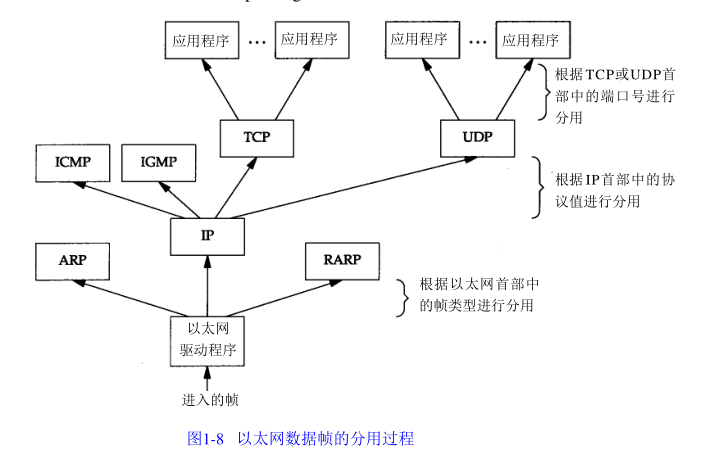 应用程序 … 应用程序 应用程序 … 应用程序
根据TCP或UDP首
部中的端口号进行
分用
TCP UDP
ICMP IGMP
根据IP首部中的协
议值进行分用
IP
ARP RARP
根据以太网首部中
的帧类型进行分用
以太网
驱动程序
进入的帧
图1-8 以太网数据帧的分用过程